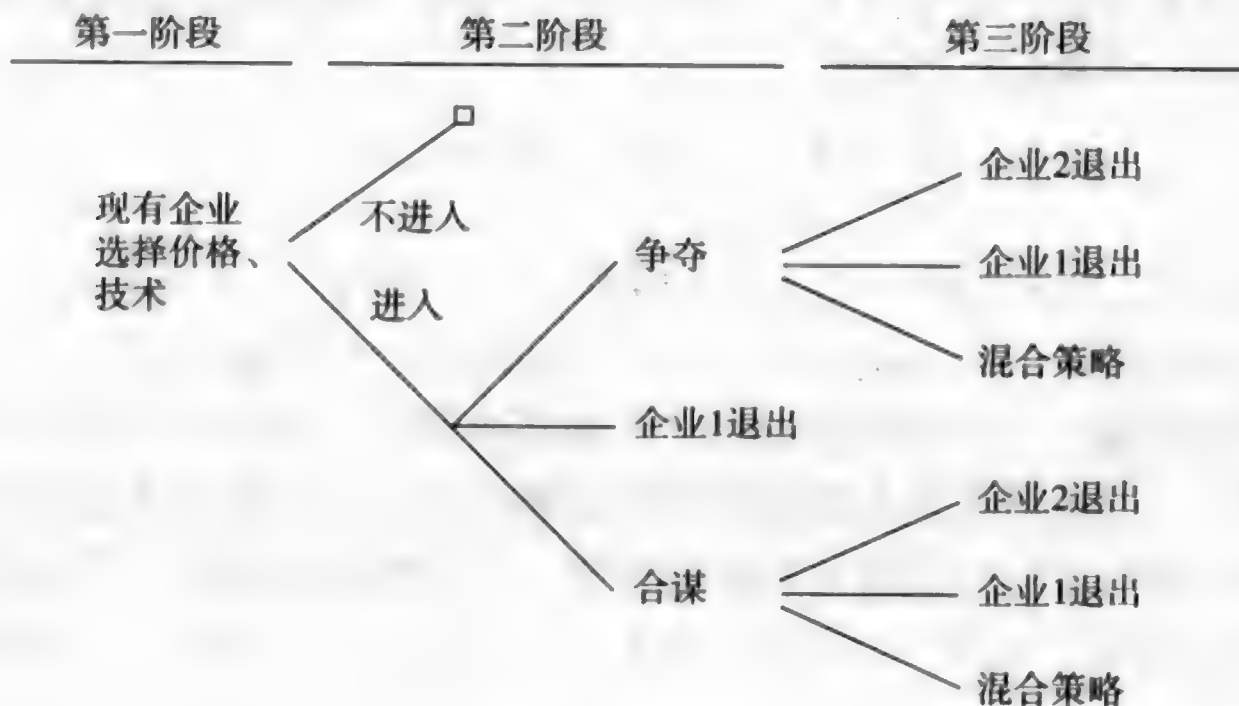 第一阶段
第二阶段
第三阶段
现有企业
选择价格、
技术
不进入
进入
争夺
企业1退出
合谋
企业2退出
企业1退出
混合策略
企业2退出
企业1退出
混合策略